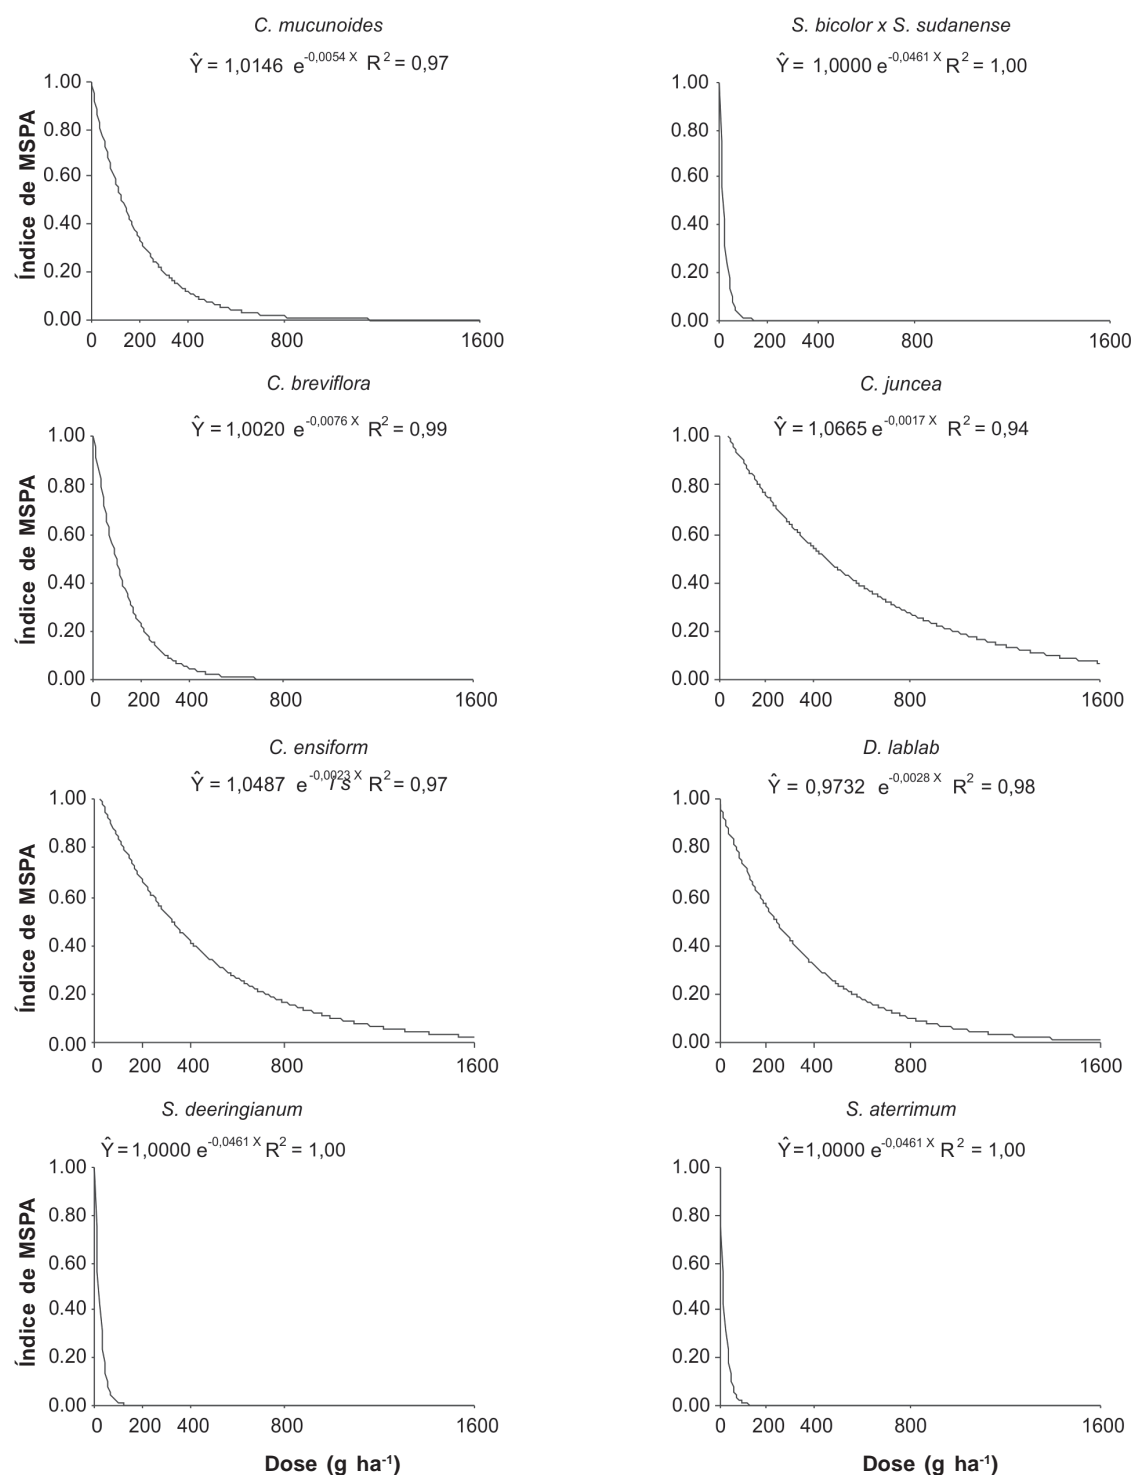 C. mucunoides
Ŷ = 1,0146 e-0,0054 X R2 = 0,97
Índice de MSPA
1.00
0.80
0.60
0.40
0.20
0.00
0 200 400 800 1600
S. bicolor x S. sudanense
Ŷ = 1,0000 e-0,0461 X R2 = 1,00
1.00
0.80
0.60
0.40
0.20
0.00
0 200 400 800 1600
C. breviflora
Ŷ = 1,0020 e-0,0076 X R2 = 0,99
Índice de MSPA
1.00
0.80
0.60
0.40
0.20
0.00
0 200 400 800 1600
C. juncea
Ŷ = 1,0665 e-0,0017 X R2 = 0,94
1.00
0.80
0.60
0.40
0.20
0.00
0 200 400 800 1600
C. ensiform
Ŷ = 1,0487 e-0,0023 X R2 = 0,97
is
Índice de MSPA
1.00
0.80
0.60
0.40
0.20
0.00
0 200 400 800 1600
D. lablab
Ŷ = 0,9732 e-0,0028 X R2 = 0,98
1.00
0.80
0.60
0.40
0.20
0.00
0 200 400 800 1600
S. deeringianum
Ŷ = 1,0000 e-0,0461 X R2 = 1,00
Índice de MSPA
1.00
0.80
0.60
0.40
0.20
0.00
0 200 400 800 1600
Dose (g ha-1)
S. aterrimum
Ŷ=1,0000 e-0,0461 X R2 = 1,00
1.00
0.80
0.60
0.40
0.20
0.00
0 200 400 800 1600
Dose (g ha-1)